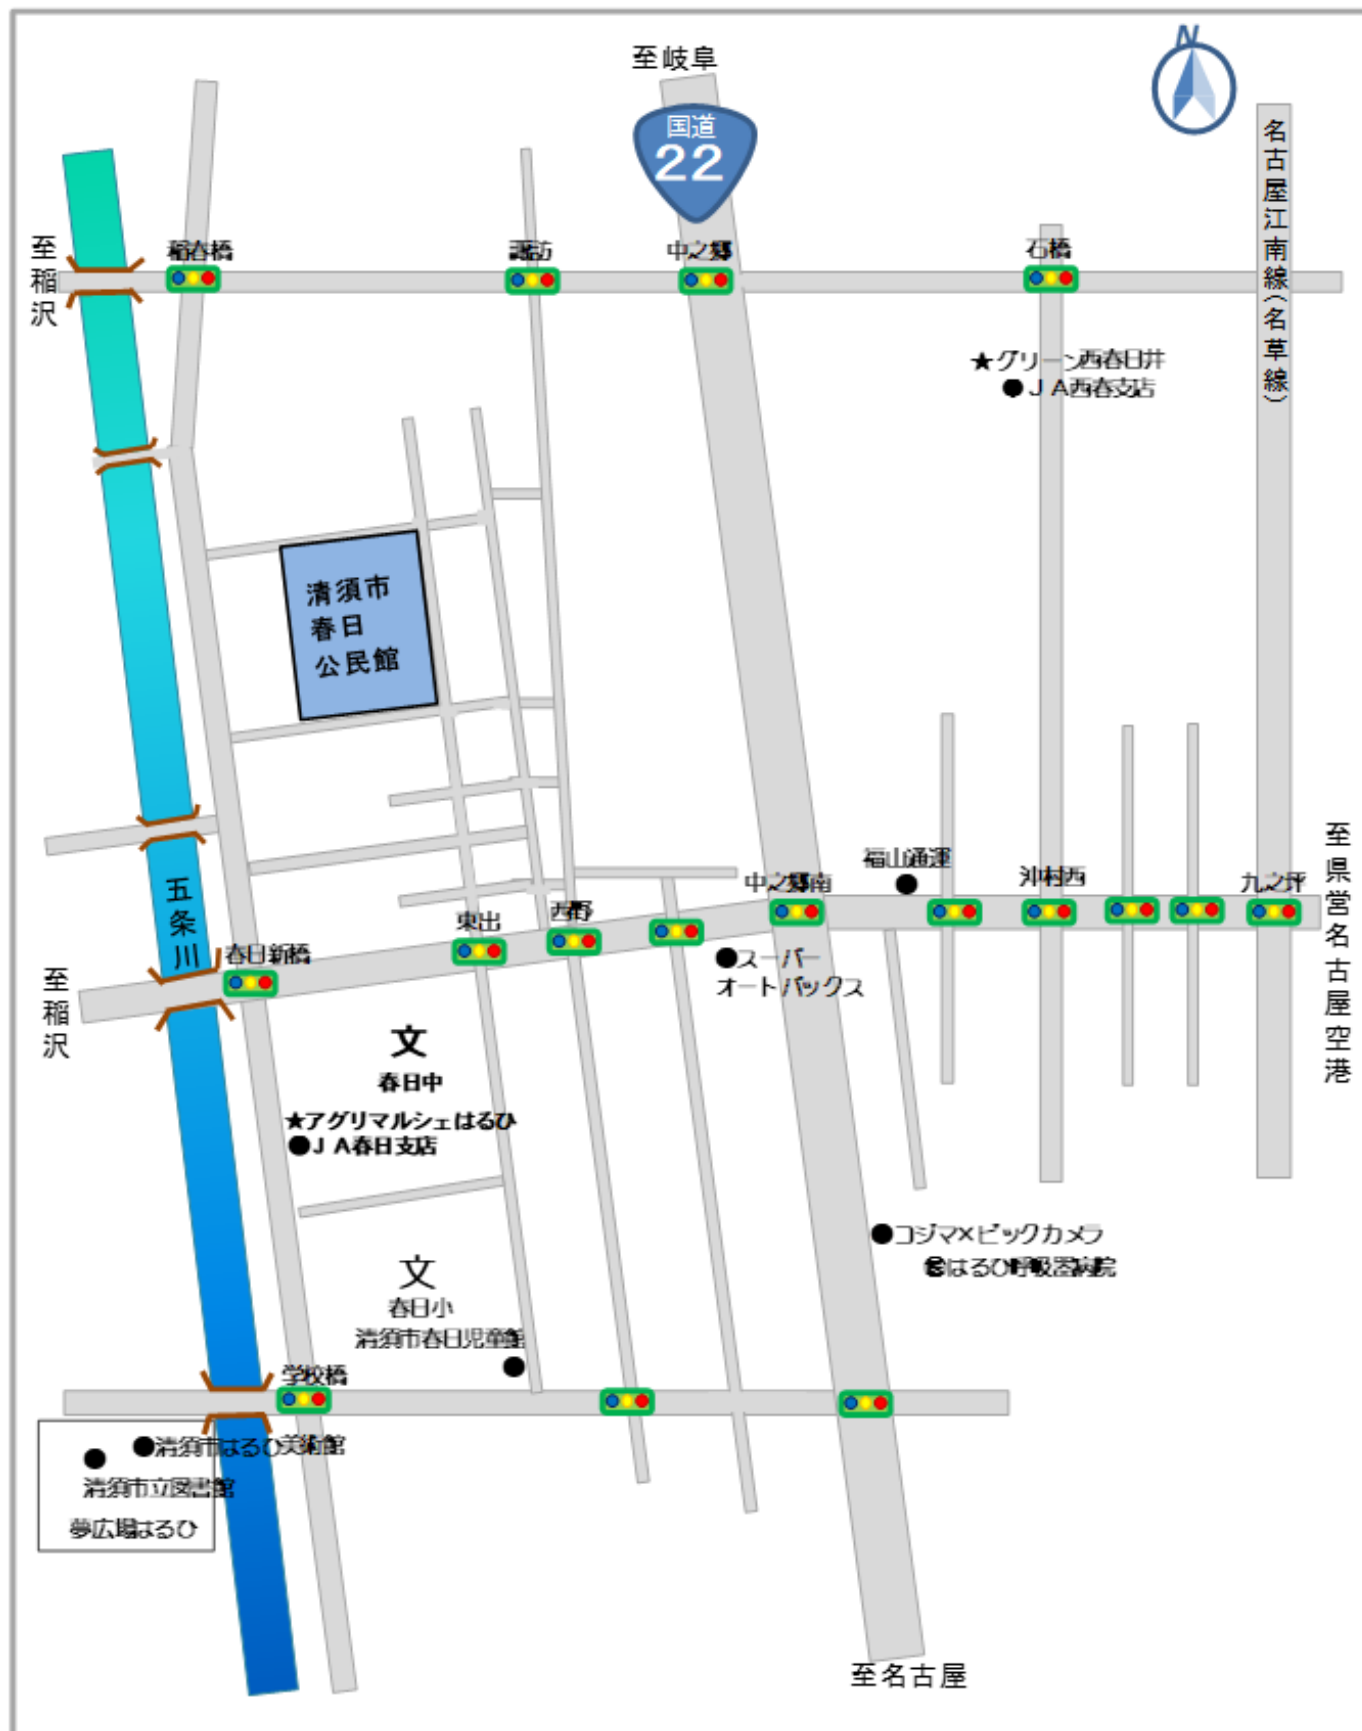 至岐阜
N
国道
22
名古屋江南線(名草線)
至稲沢
稲春橋
諏訪
中之郷
石橋
★グリーン西春日井
●JA西春支店
清須市
春日
公民館
五条川
至稲沢
春日新橋
東出
西野
中之郷南
福山通運
沖村西
九之坪
至県営名古屋空港
●スーパー
オートバックス
文
春日中
★アグリマルシェはるひ
●JA春日支店
●コジマ×ビックカメラ
はるひ呼吸器病院
文
春日小
清須市春日児童館
学校橋
●清須市はるひ美術館
清須市立図書館
夢広場はるひ
至名古屋